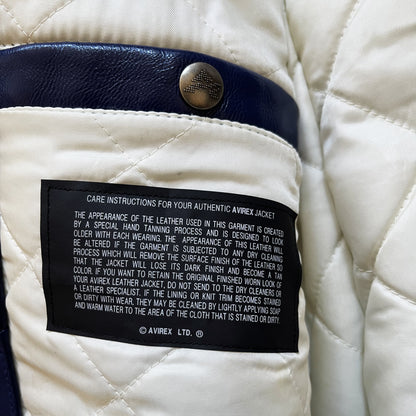 CARE INSTRUCTIONS FOR YOUR AUTHENTIC AVIREX JACKET
THE APPEARANCE OF THE LEATHER USED IN THIS GARMENT IS CREATED
BY A SPECIAL HAND TANNING PROCESS AND IS DESIGNED TO LOOK
OLDER WITH EACH WEARING. THE APPEARANCE OF THIS LEATHER WILL
BE ALTERED IF THE GARMENT IS SUBJECTED TO ANY DRY CLEANING
PROCESS WHICH WILL REMOVE THE SURFACE FINISH OF THE LEATHER SO
THAT THE JACKET WILL LOSE ITS DARK FINISH AND BECOME A TAN
COLOR. IF YOU WANT TO RETAIN THE ORIGINAL FINISHED WORN LOOK OF
YOUR AVIREX LEATHER JACKET, DO NOT SEND TO THE DRY CLEANERS OR
A LEATHER SPECIALIST. IF THE LINING OR KNIT TRIM BECOMES STAINED
OR DIRTY WITH WEAR, THEY MAY BE CLEANED BY LIGHTLY APPLYING SOAP
AND WARM WATER TO THE AREA OF THE CLOTH THAT IS STAINED OR DIRTY.
© AVIREX LTD. ®